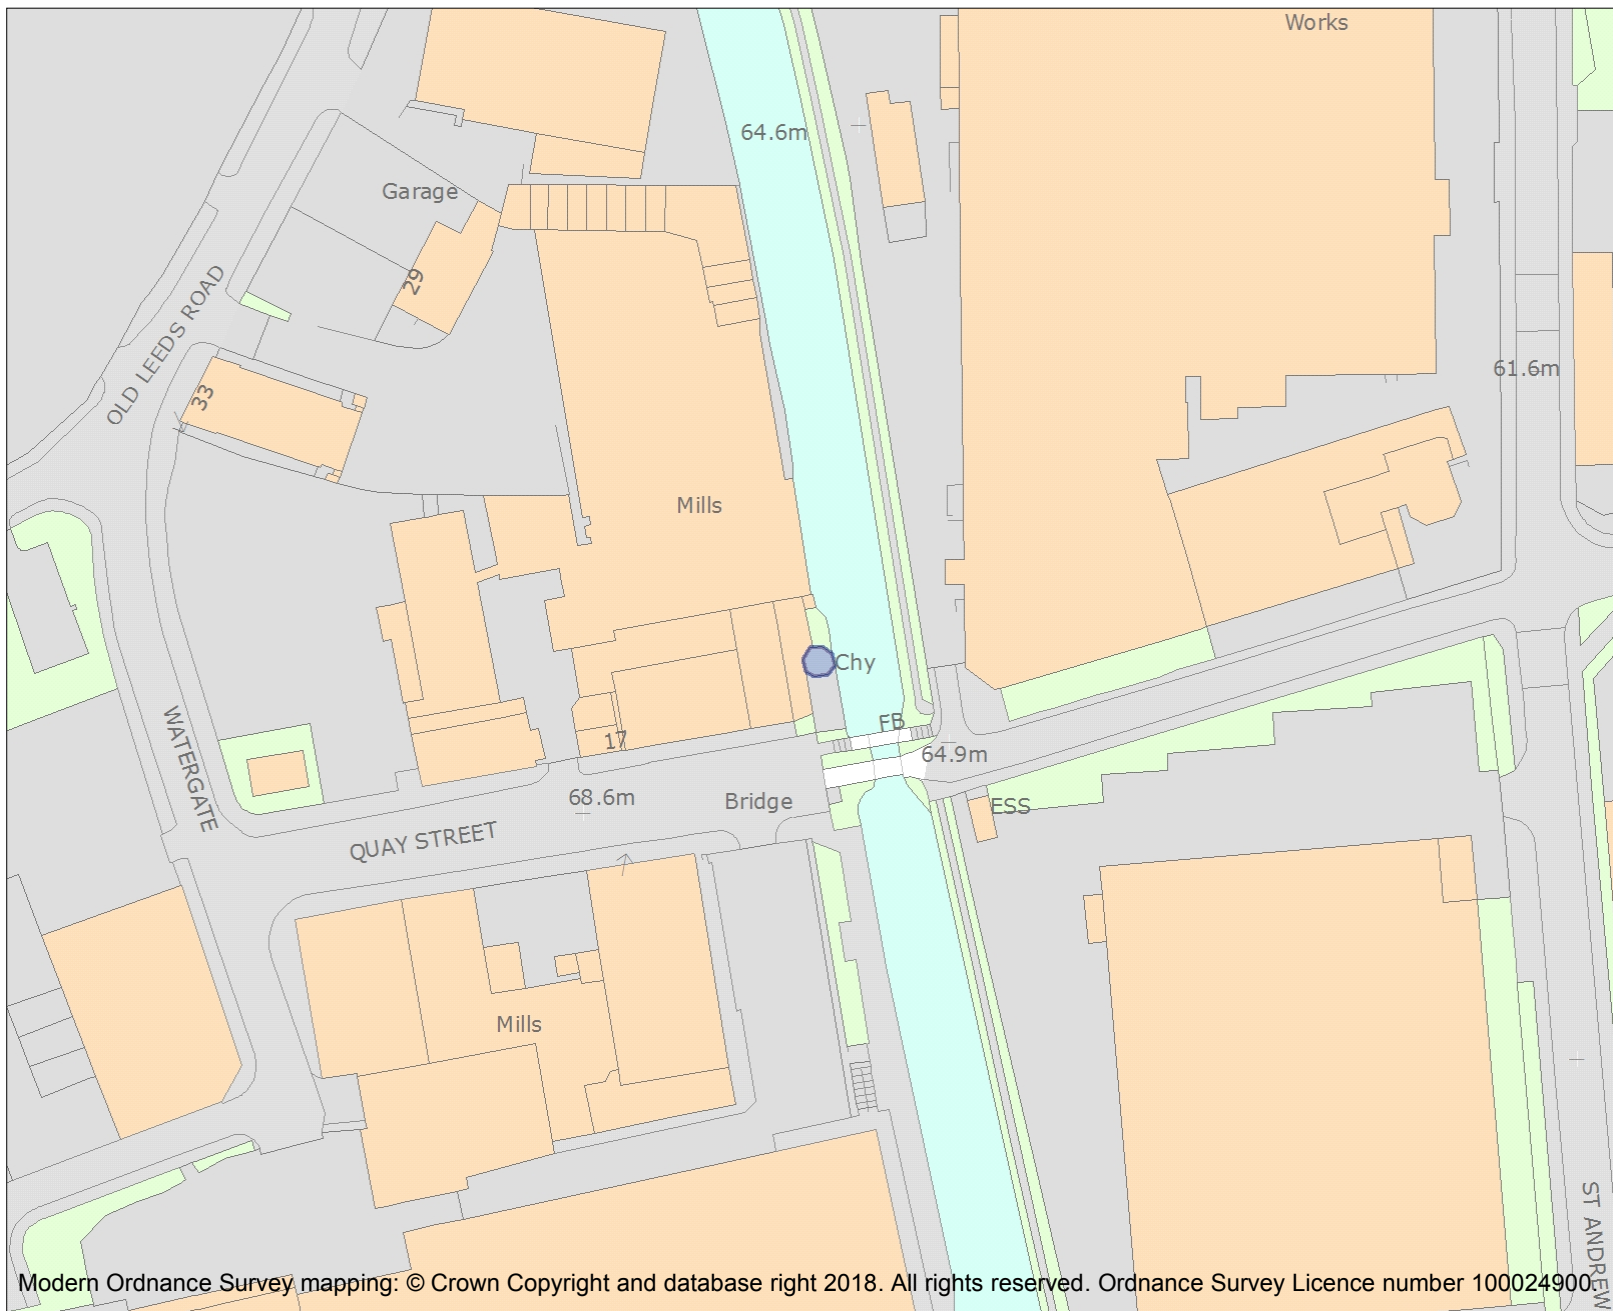 Works
64.6m
Garage
29
OLD LEEDS ROAD
61.6m
33
Mills
Chy
WATERGATE
FB
17
64.9m
68.6m
Bridge
ESS
QUAY STREET
Mills
ST ANDREW
Modern Ordnance Survey mapping: © Crown Copyright and database right 2018. All rights reserved. Ordnance Survey Licence number 100024900.